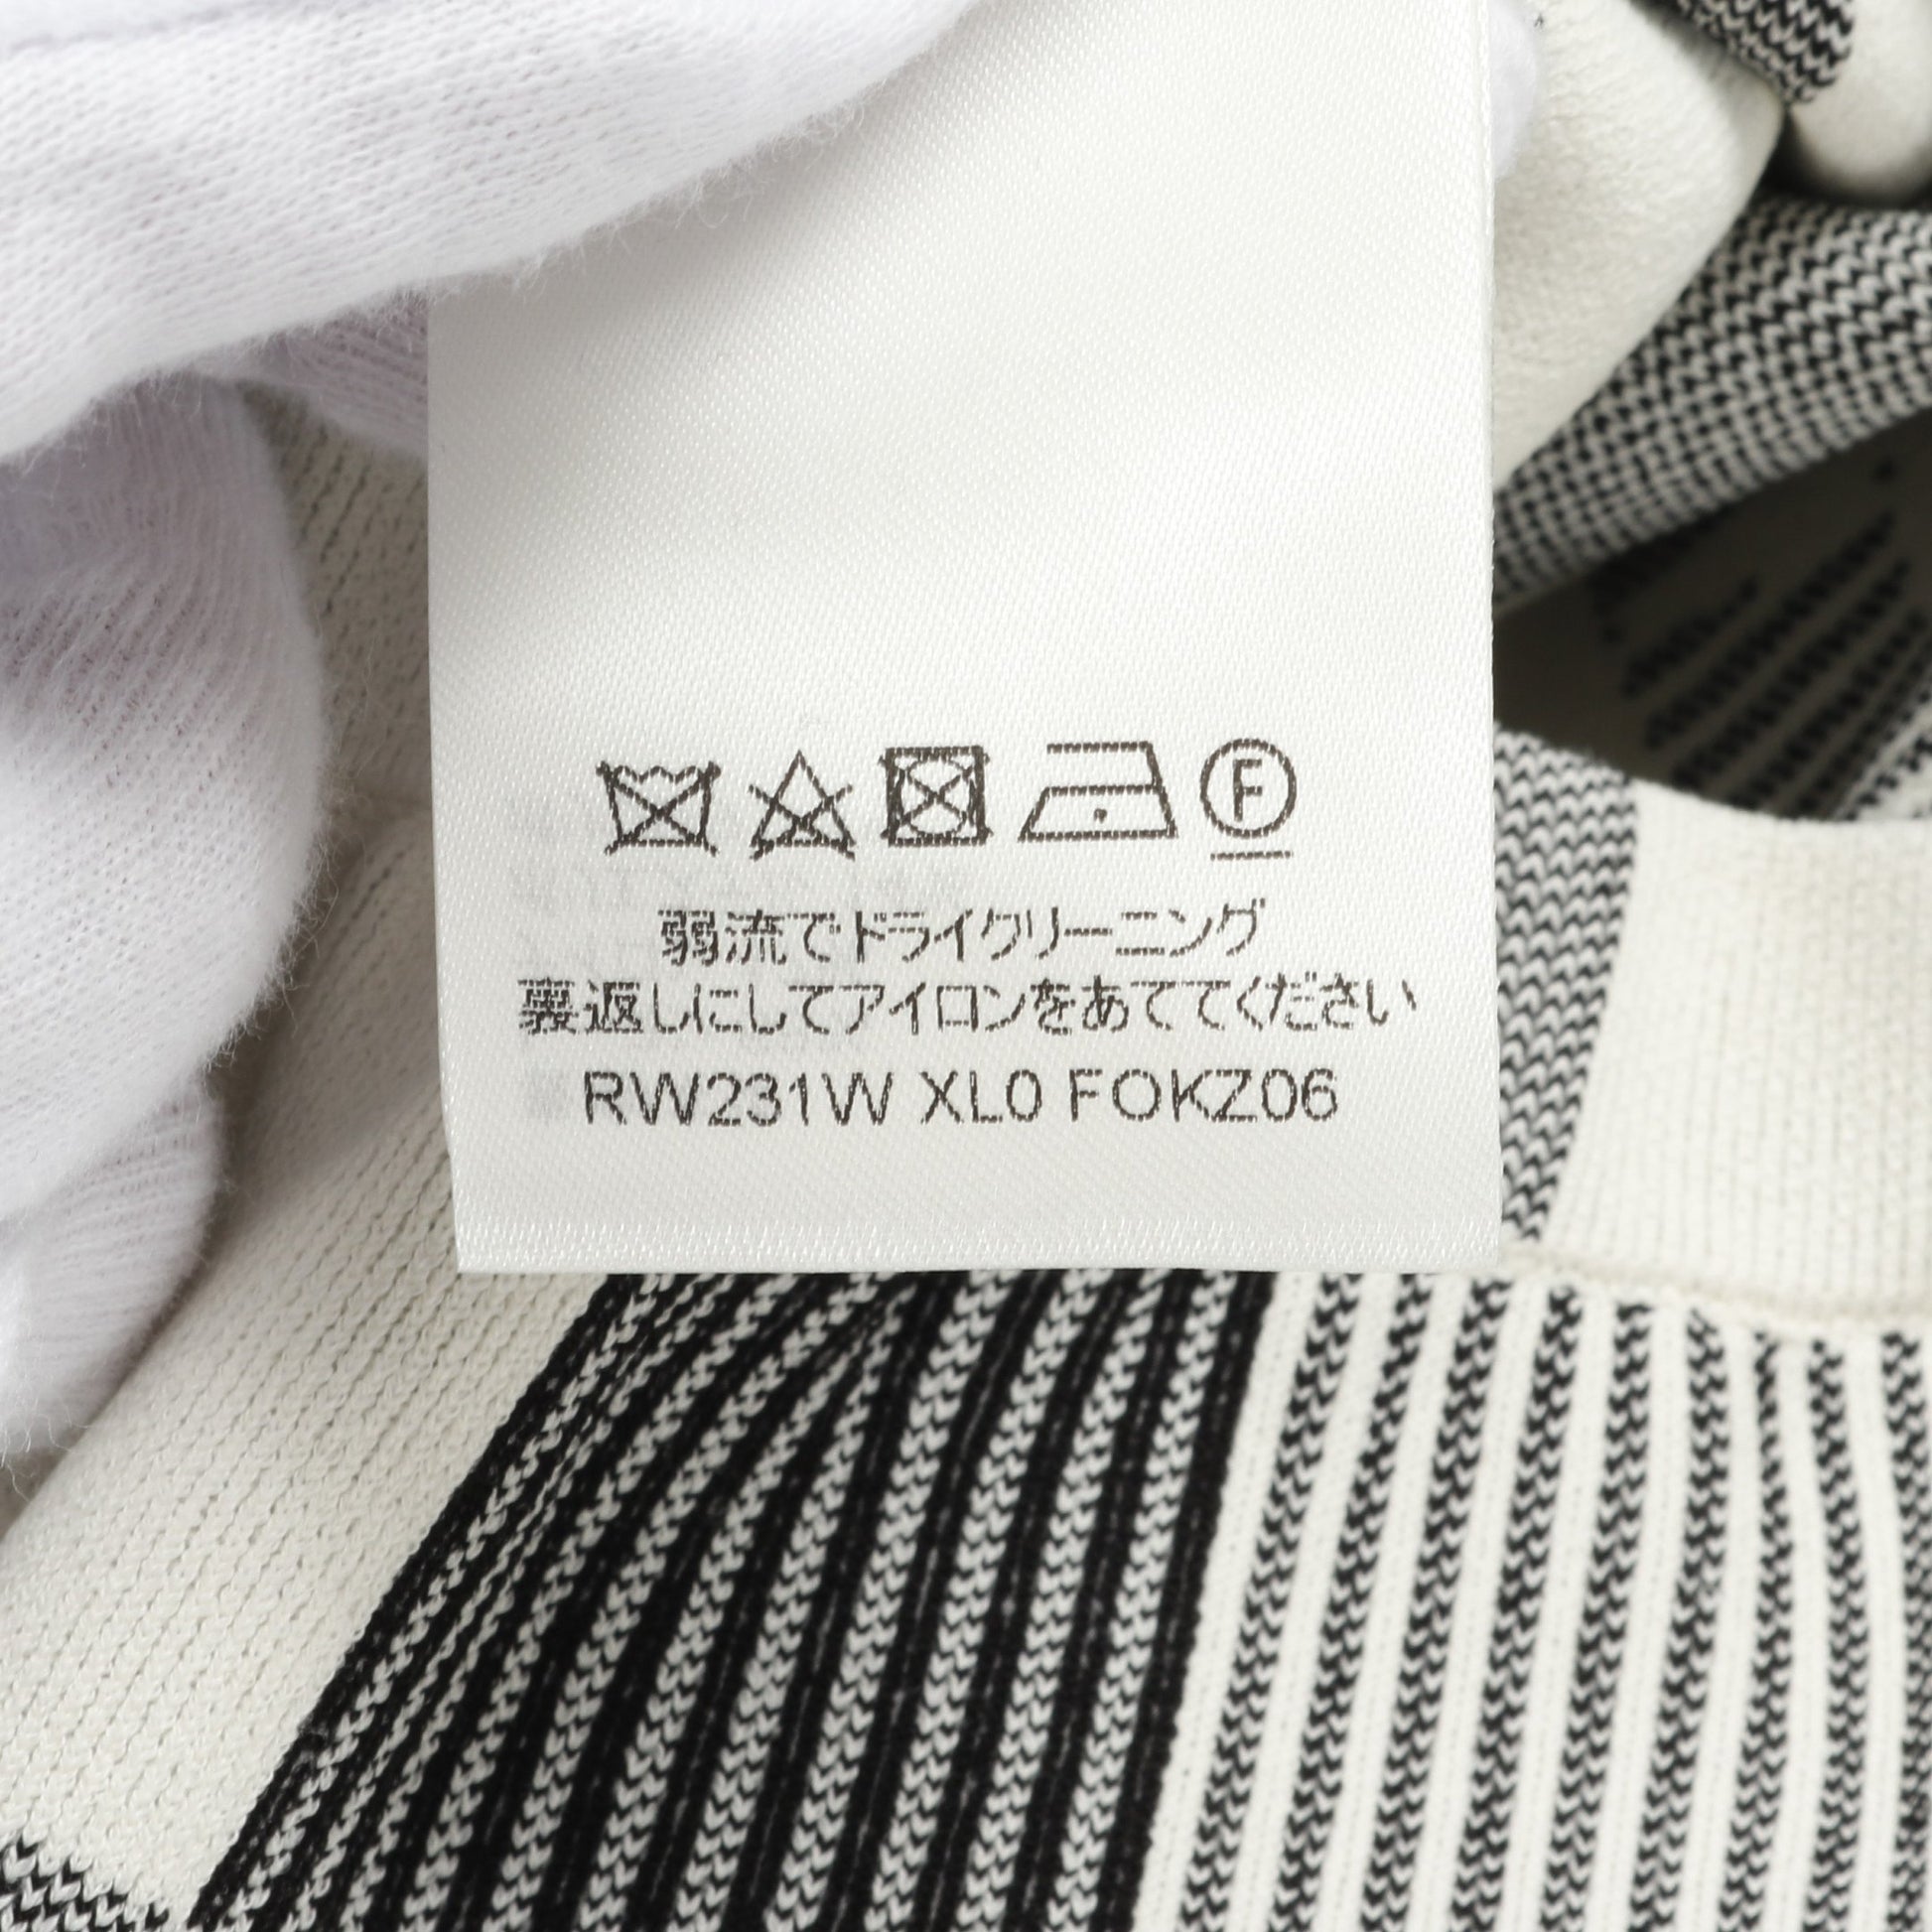 F
弱流でドライクリーニング
裏返しにしてアイロンをあててください
RW231W XL0 FOKZ06